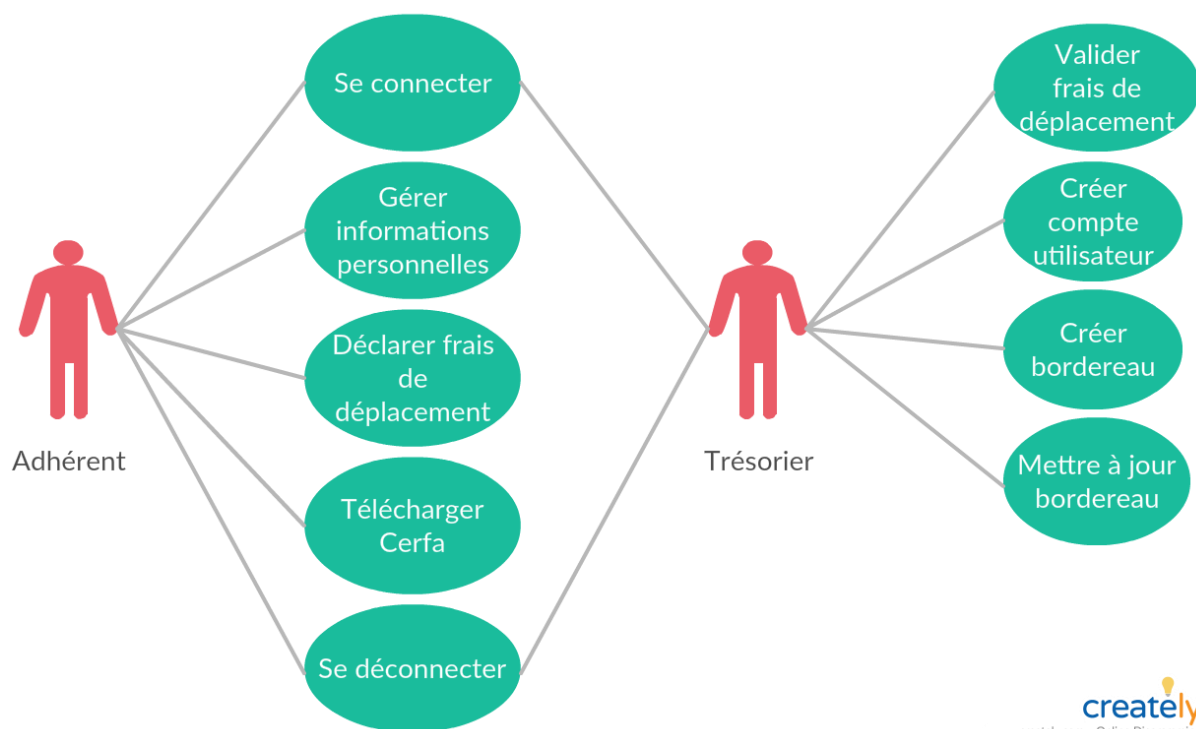 Se connecter
Gérer
informations
personnelles
Déclarer frais
de
déplacement
Télécharger
Cerfa
Se déconnecter
Adhérent
Trésorier
Valider
frais de
déplacement
Créer
compte
utilisateur
Créer
bordereau
Mettre à jour
bordereau
creately